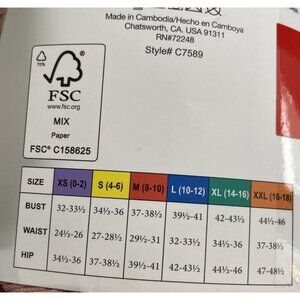 Made in Cambodia/Hecho en Camboya
Chatsworth, CA. USA 91311
RN#72248
Style# C7589
70%
FSC
www.fsc.org
MIX
Paper
FSC® C158625
SIZE XS (0-2) S (4-6) M (8-10) L (10-12) XL (14-16) XXL (16-18)
BUST 32-33½ 34½-36 37-38½ 39½-41 42-43½ 44½-46
WAIST 24½-26 27-28½ 29½-31 32-33½ 34½-36 37-38½
HIP 34½-36 37-38½ 39½-41 42-43½ 44½-46 47-48½